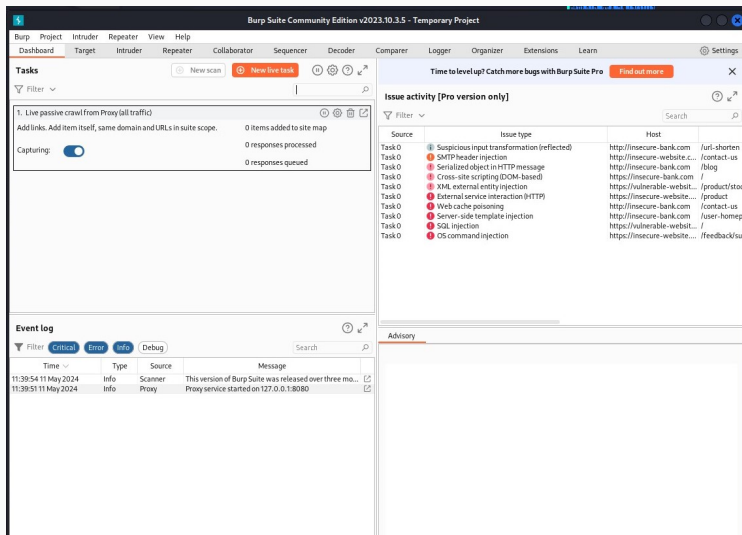 Burp Suite Community Edition v2023.10.3.5 - Temporary Project
Burp Project Intruder Repeater View Help
Dashboard Target Intruder Repeater Collaborator Sequencer Decoder Comparer Logger Organizer Extensions Learn Settings
Tasks
New scan
New live task
Filter
1. Live passive crawl from Proxy (all traffic)
Add links. Add item itself, same domain and URLs in suite scope.
Capturing:
0 items added to site map
0 responses processed
0 responses queued
Event log
Filter Critical Error Info Debug Search
Time Type Source Message
11:39:54 11 May 2024 Info Scanner This version of Burp Suite was released over three mo...
11:39:51 11 May 2024 Info Proxy Proxy service started on 127.0.0.1:8080
Time to level up? Catch more bugs with Burp Suite Pro Find out more
Issue activity [Pro version only]
Filter Search
Source Issue type Host
Task 0 Suspicious input transformation (reflected) http://insecure-bank.com /url-shorten
Task 0 SMTP header injection http://insecure-website.c... /contact-us
Task 0 Serialized object in HTTP message http://insecure-bank.com /blog
Task 0 Cross-site scripting (DOM-based) https://insecure-bank.com /
Task 0 XML external entity injection https://vulnerable-websit... /product/stoc
Task 0 External service interaction (HTTP) https://insecure-website.... /product
Task 0 Web cache poisoning http://insecure-bank.com /contact-us
Task 0 Server-side template injection http://insecure-bank.com /user-homep
Task 0 SQL injection https://vulnerable-websit... /
Task 0 OS command injection https://insecure-website.... /feedback/su
Advisory